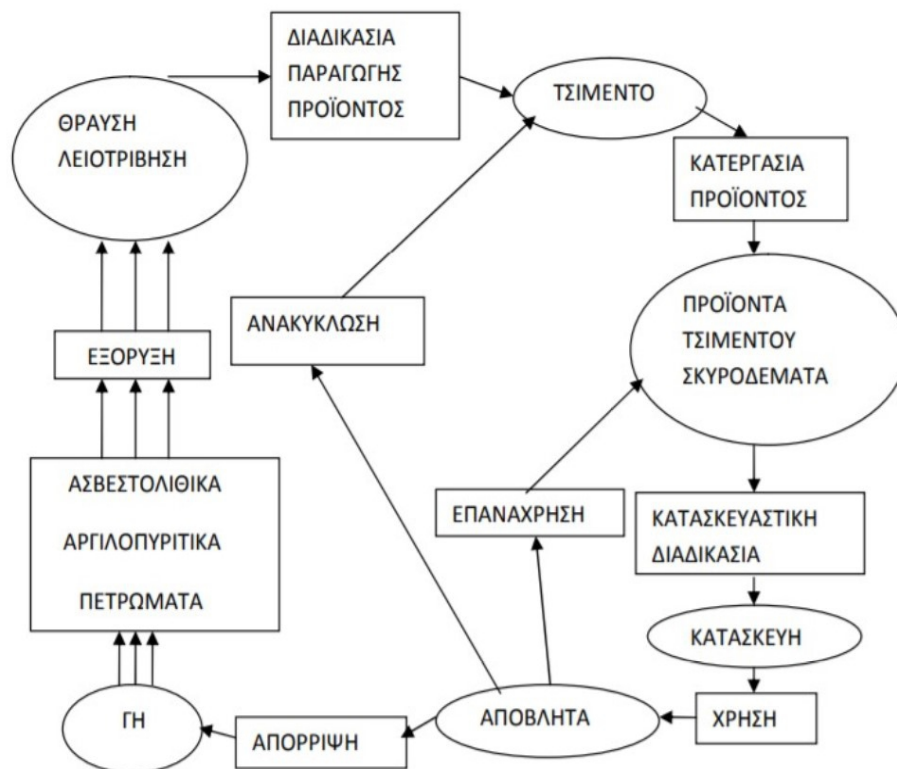 ΔΙΑΔΙΚΑΣΙΑ
ΠΑΡΑΓΩΓΗΣ
ΠΡΟΪΟΝΤΟΣ
ΤΣΙΜΕΝΤΟ
ΘΡΑΥΣΗ
ΛΕΙΟΤΡΙΒΗΣΗ
ΚΑΤΕΡΓΑΣΙΑ
ΠΡΟΪΟΝΤΟΣ
ΑΝΑΚΥΚΛΩΣΗ
ΠΡΟΪΟΝΤΑ
ΤΣΙΜΕΝΤΟΥ
ΣΚΥΡΟΔΕΜΑΤΑ
ΕΞΟΡΥΞΗ
ΑΣΒΕΣΤΟΛΙΘΙΚΑ
ΑΡΓΙΛΟΠΥΡΙΤΙΚΑ
ΠΕΤΡΩΜΑΤΑ
ΕΠΑΝΑΧΡΗΣΗ
ΚΑΤΑΣΚΕΥΑΣΤΙΚΗ
ΔΙΑΔΙΚΑΣΙΑ
ΚΑΤΑΣΚΕΥΗ
ΓΗ
ΑΠΟΡΡΙΨΗ
ΑΠΟΒΛΗΤΑ
ΧΡΗΣΗ